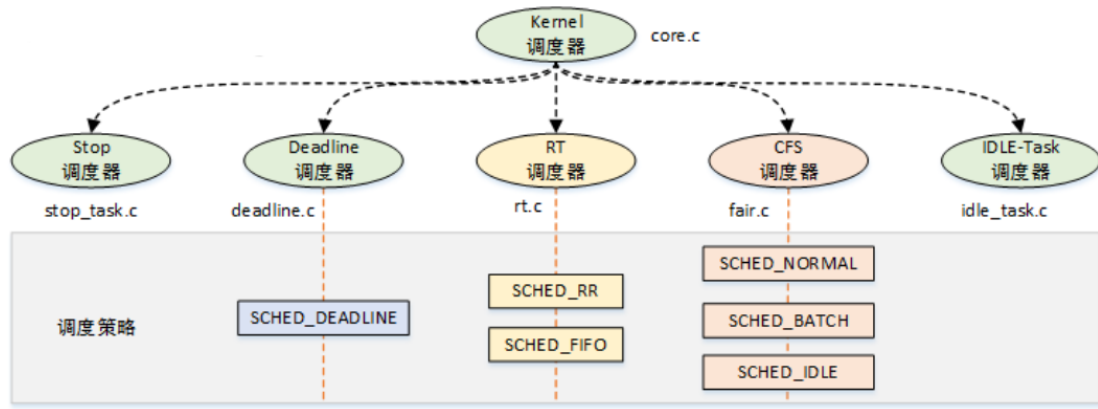 Kernel
调度器
core.c
Stop
调度器
Deadline
调度器
RT
调度器
CFS
调度器
IDLE-Task
调度器
stop_task.c
deadline.c
rt.c
fair.c
idle_task.c
调度策略
SCHED_DEADLINE
SCHED_RR
SCHED_FIFO
SCHED_NORMAL
SCHED_BATCH
SCHED_IDLE